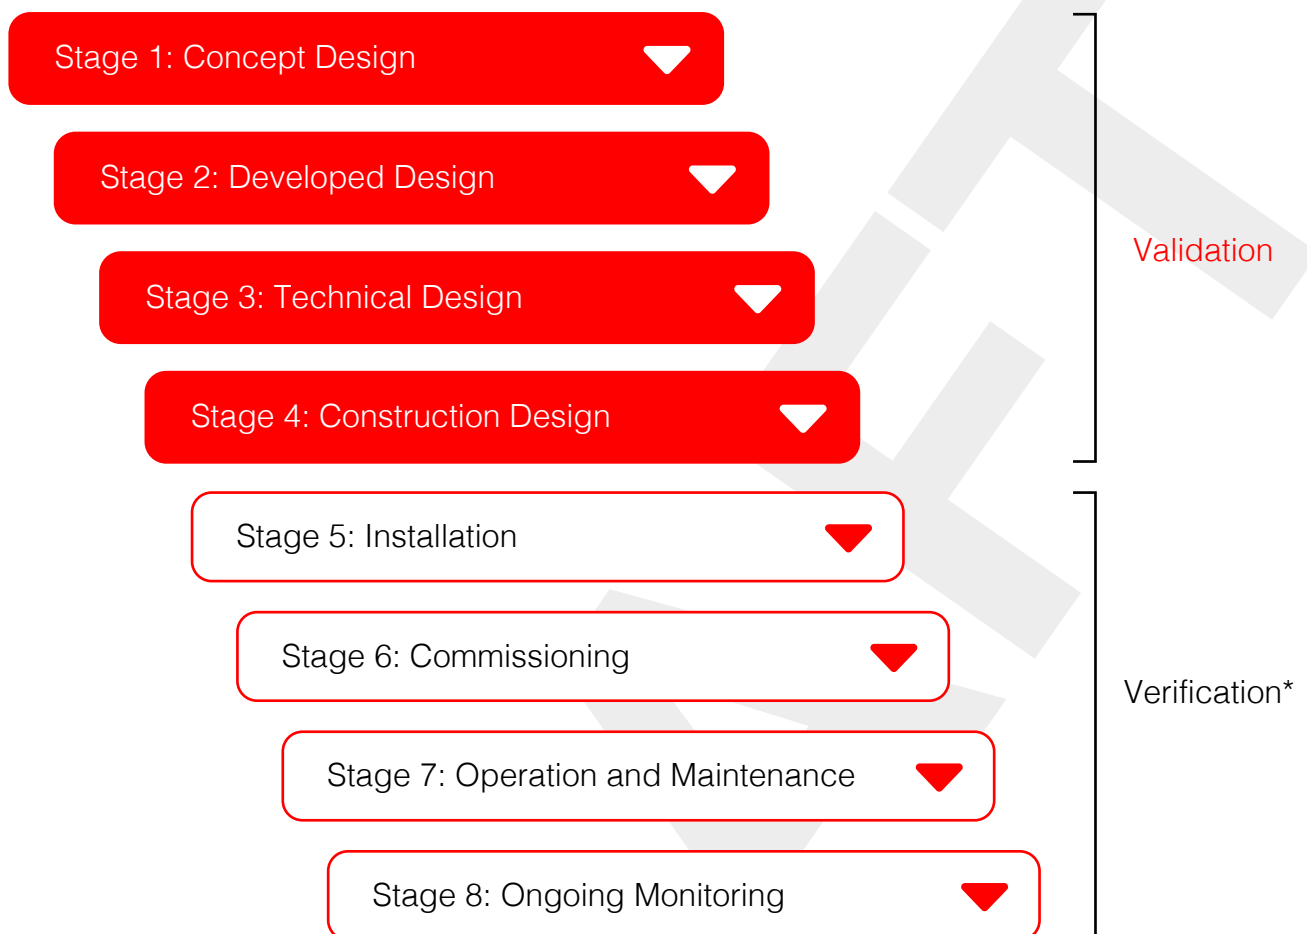 Stage 1: Concept Design
Stage 2: Developed Design
Stage 3: Technical Design
Stage 4: Construction Design
Validation
Stage 5: Installation
Stage 6: Commissioning
Stage 7: Operation and Maintenance
Stage 8: Ongoing Monitoring
Verification*